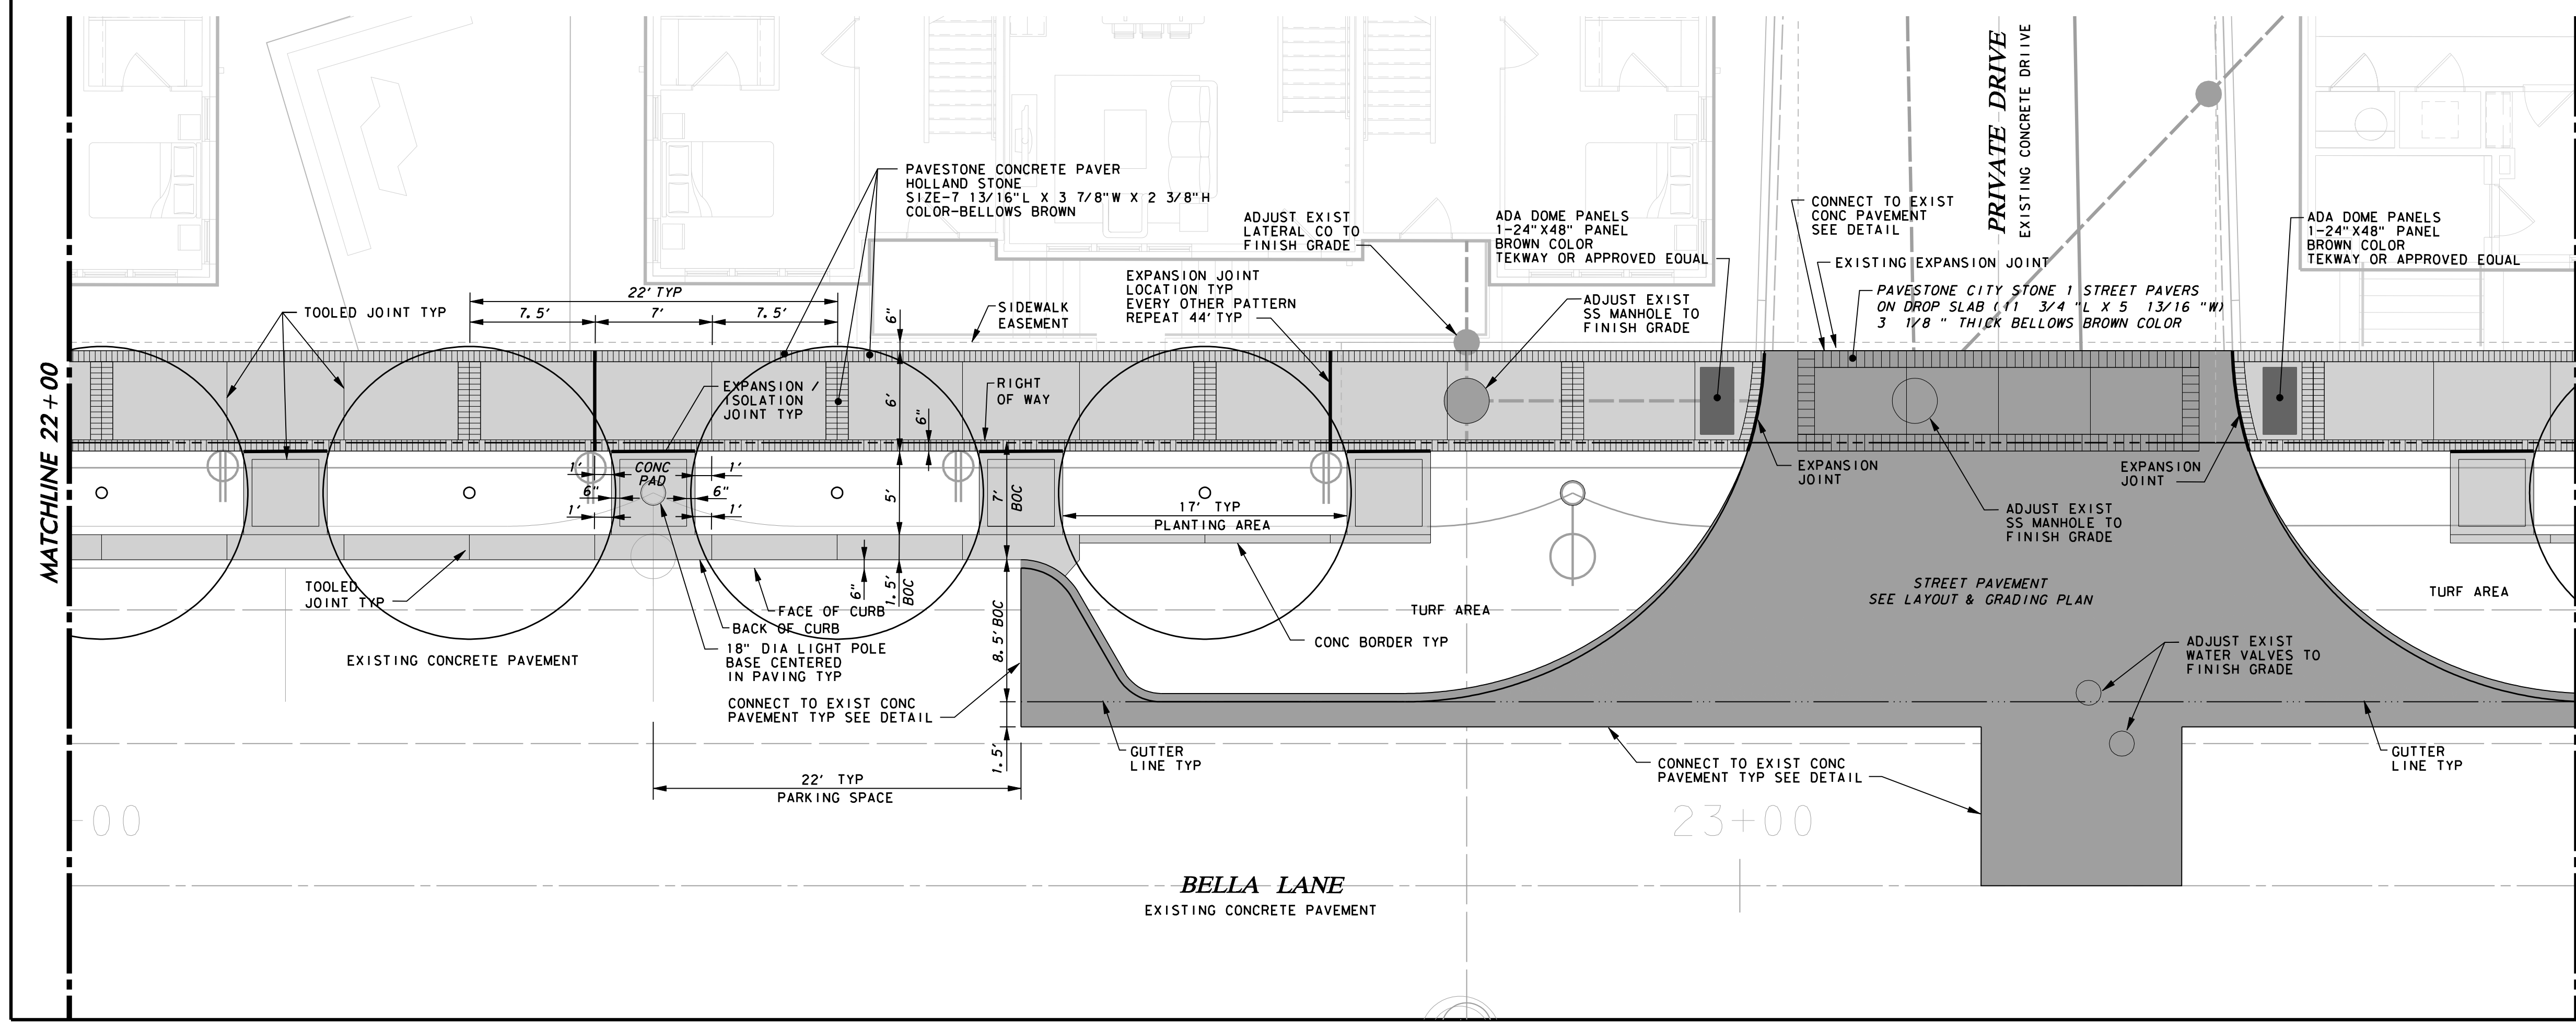 MATCHLINE 22+00
PAVESTONE CONCRETE PAVER
HOLLAND STONE
SIZE-7 13/16"L X 3 7/8"W X 2 3/8"H
COLOR-BELLOWS BROWN
ADJUST EXIST
LATERAL CO TO
FINISH GRADE
ADA DOME PANELS
1-24"X48" PANEL
BROWN COLOR
TEKWAY OR APPROVED EQUAL
CONNECT TO EXIST
CONC PAVEMENT
SEE DETAIL
PRIVATE DRIVE
EXISTING CONCRETE DRIIVE
ADA DOME PANELS
1-24"X48" PANEL
BROWN COLOR
TEKWAY OR APPROVED EQUAL
EXISTING EXPANSION JOINT
PAVESTONE CITY STONE 1 STREET PAVERS
ON DROP SLAB (11 3/4 "L X 5 13/16 "W)
3 1/8 " THICK BELLOWS BROWN COLOR
EXPANSION JOINT
LOCATION TYP
EVERY OTHER PATTERN
REPEAT 44' TYP
ADJUST EXIST
SS MANHOLE TO
FINISH GRADE
SIDEWALK
EASEMENT
22' TYP
7.5'
7'
7.5'
6"
TOOLED JOINT TYP
EXPANSION /
ISOLATION
JOINT TYP
6'
6"
RIGHT
OF WAY
1'
CONC
PAD
1'
6"
6"
1'
1'
5'
7'
BOC
17' TYP
PLANTING AREA
EXPANSION
JOINT
EXPANSION
JOINT
ADJUST EXIST
SS MANHOLE TO
FINISH GRADE
TOOLED
JOINT TYP
6"
1.5'
BOC
FACE OF CURB
BACK OF CURB
18" DIA LIGHT POLE
BASE CENTERED
IN PAVING TYP
8.5' BOC
TURF AREA
CONC BORDER TYP
STREET PAVEMENT
SEE LAYOUT & GRADING PLAN
TURF AREA
ADJUST EXIST
WATER VALVES TO
FINISH GRADE
EXISTING CONCRETE PAVEMENT
CONNECT TO EXIST CONC
PAVEMENT TYP SEE DETAIL
1.5'
GUTTER
LINE TYP
CONNECT TO EXIST CONC
PAVEMENT TYP SEE DETAIL
GUTTER
LINE TYP
22' TYP
PARKING SPACE
-00
23+00
BELLA LANE
EXISTING CONCRETE PAVEMENT